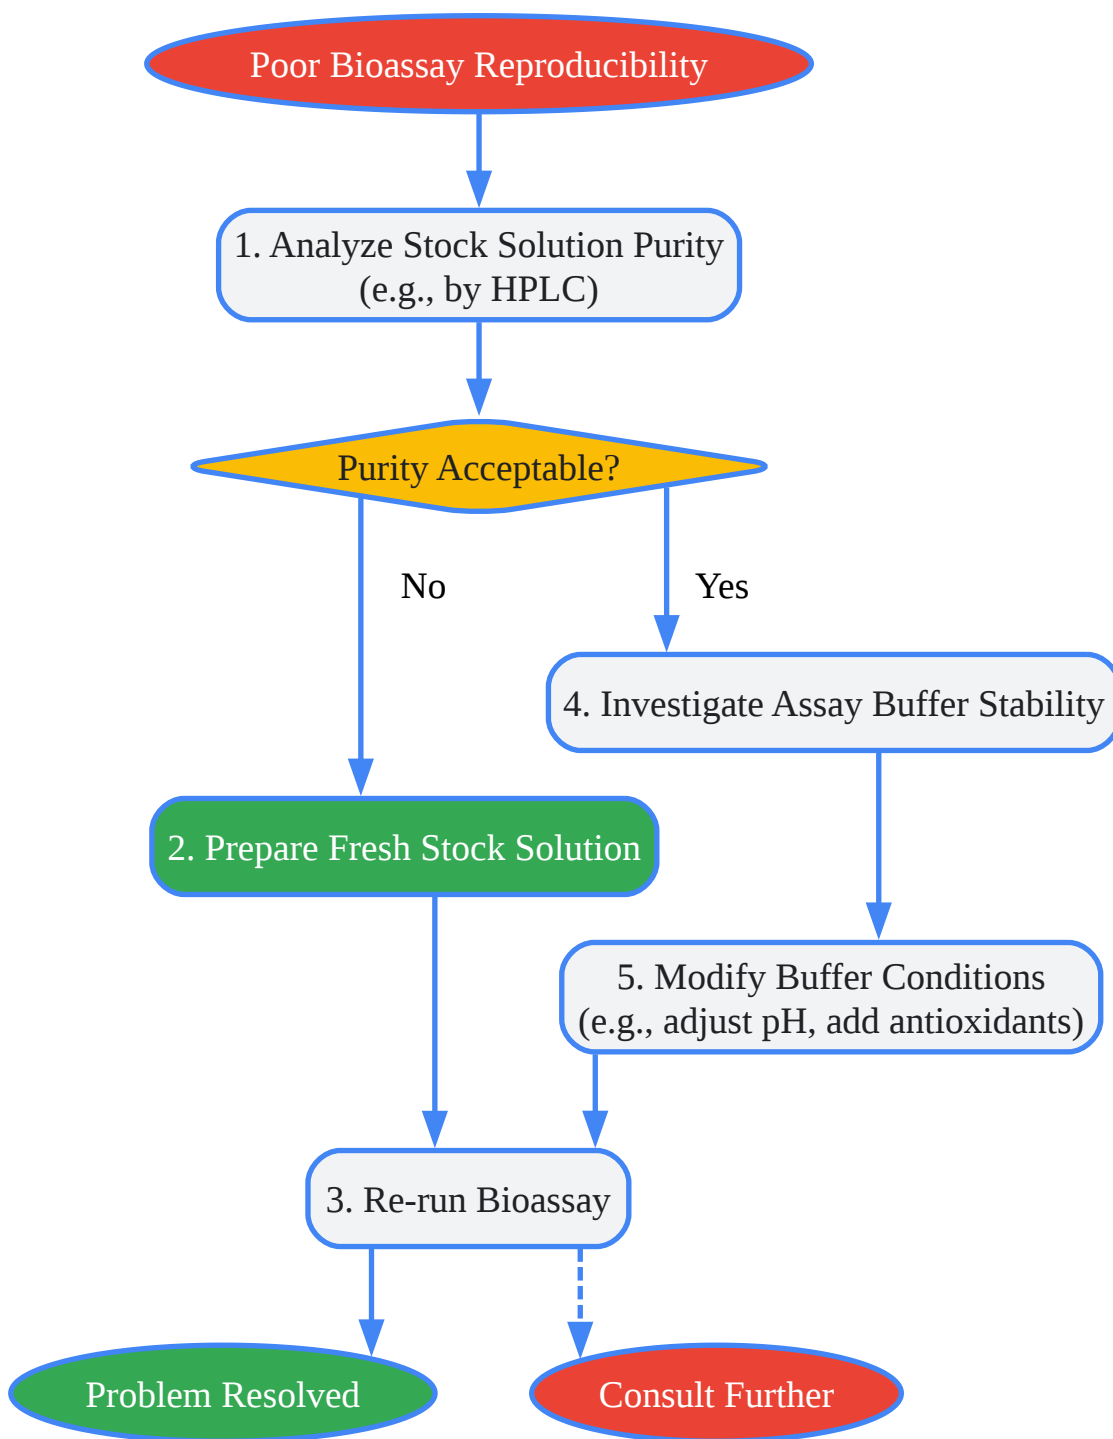 Poor Bioassay Reproducibility
1. Analyze Stock Solution Purity
(e.g., by HPLC)
Purity Acceptable?
No
Yes
4. Investigate Assay Buffer Stability
2. Prepare Fresh Stock Solution
5. Modify Buffer Conditions
(e.g., adjust pH, add antioxidants)
3. Re-run Bioassay
Problem Resolved
Consult Further